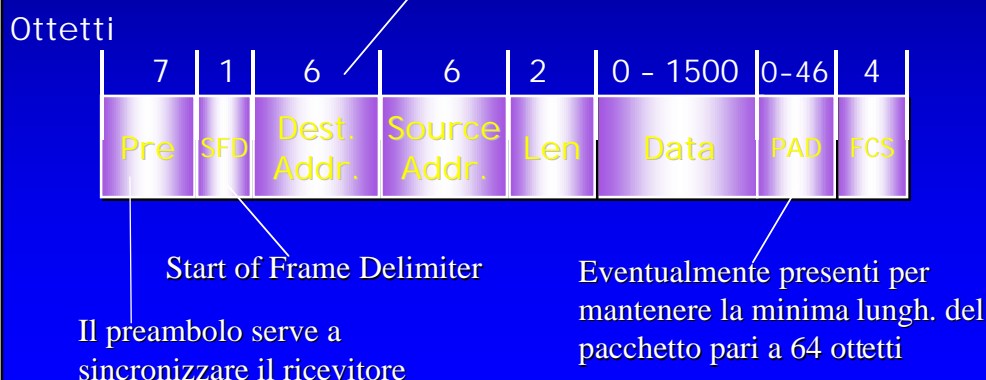 Ottetti
7 1 6 6 2 0 - 1500 0-46 4
Pre SFD Dest. Addr. Source Addr. Len Data PAD FCS
Start of Frame Delimiter
Il preambolo serve a
sincronizzare il ricevitore
Eventualmente presenti per
mantenere la minima lungh. del
pacchetto pari a 64 ottetti